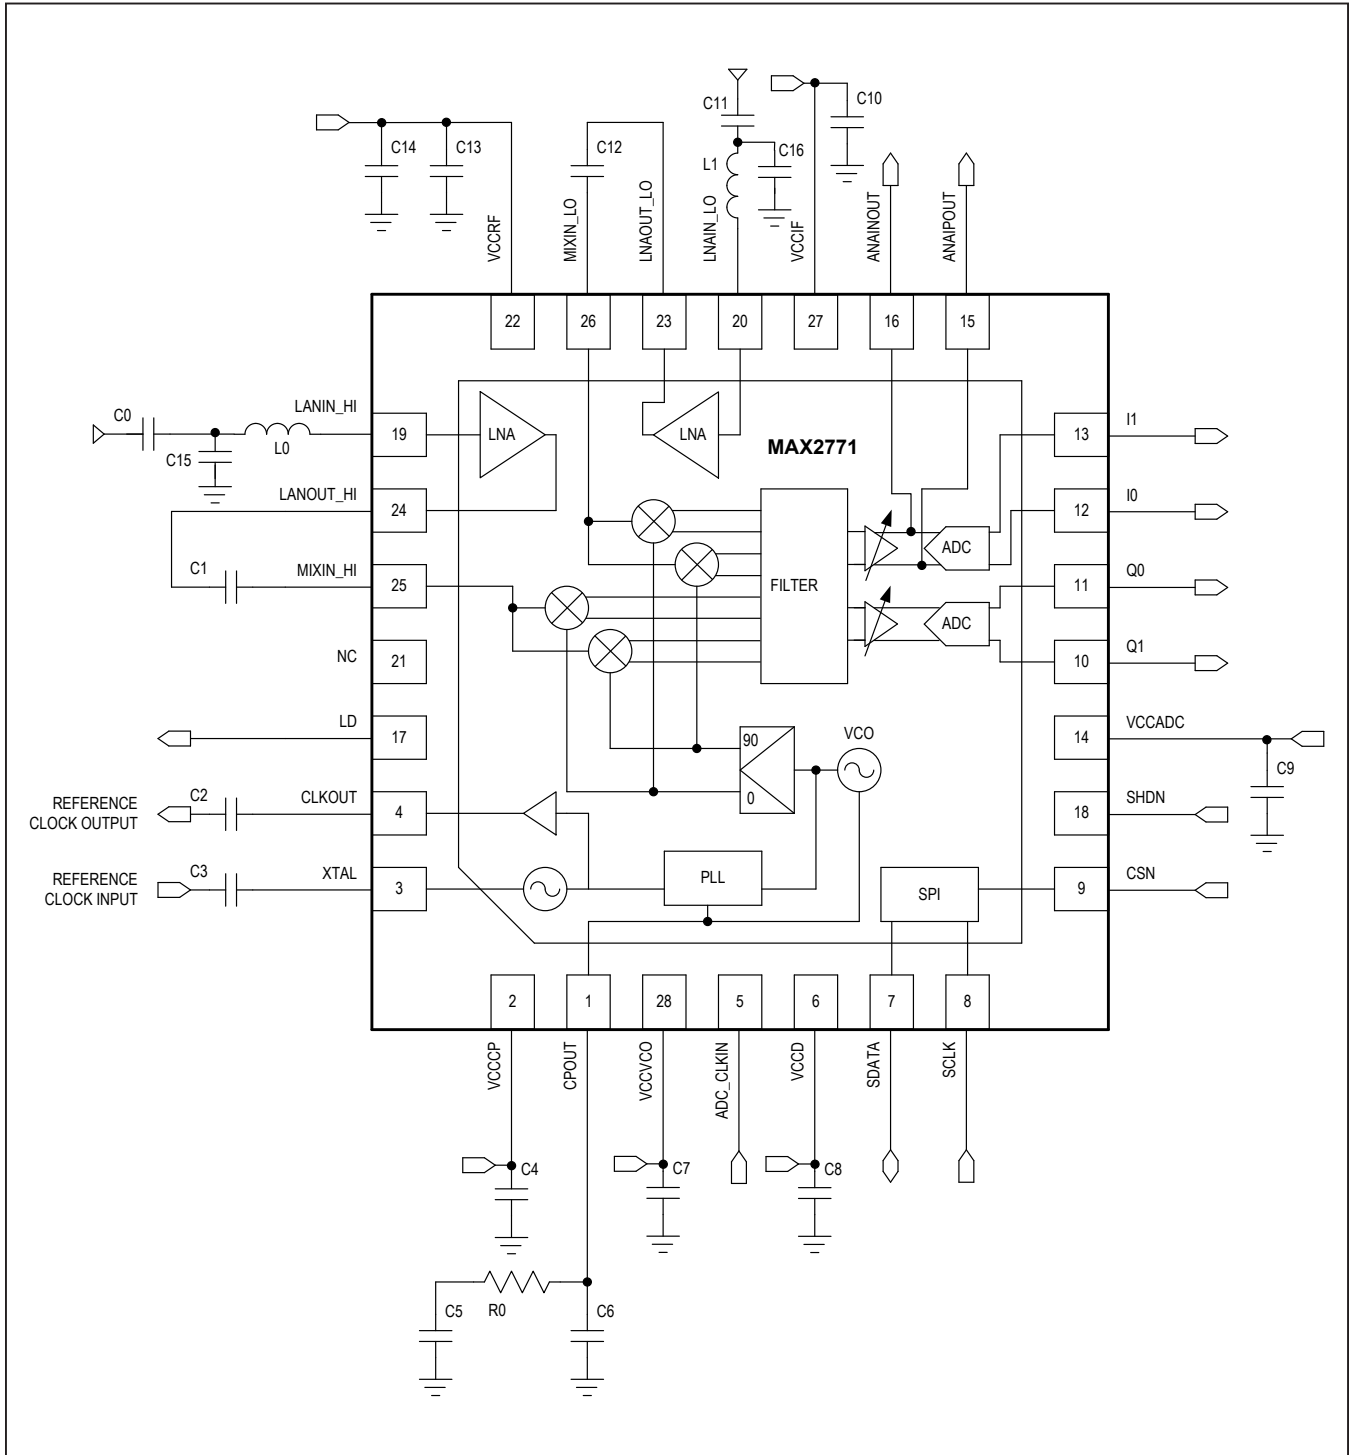 C11
C10
C14
C13
C12
L1
C16
VCCRF
MIXIN_LO
LNAOUT_LO
LNAIN_LO
VCCIF
ANAINOUT
ANAIPOUT
22
26
23
20
27
16
15
C0
LANIN_HI
19
LNA
LNA
MAX2771
13
I1
C15
L0
LANOUT_HI
24
12
I0
ADC
C1
MIXIN_HI
25
FILTER
11
Q0
ADC
NC
21
10
Q1
LD
17
90
VCO
14
VCCADC
C9
0
REFERENCE
CLOCK OUTPUT
C2
CLKOUT
4
18
SHDN
REFERENCE
CLOCK INPUT
C3
XTAL
3
PLL
SPI
9
CSN
2
1
28
5
6
7
8
VCCCP
CPOUT
VCCVCO
ADC_CLKIN
VCCD
SDATA
SCLK
C4
C7
C8
C5
R0
C6